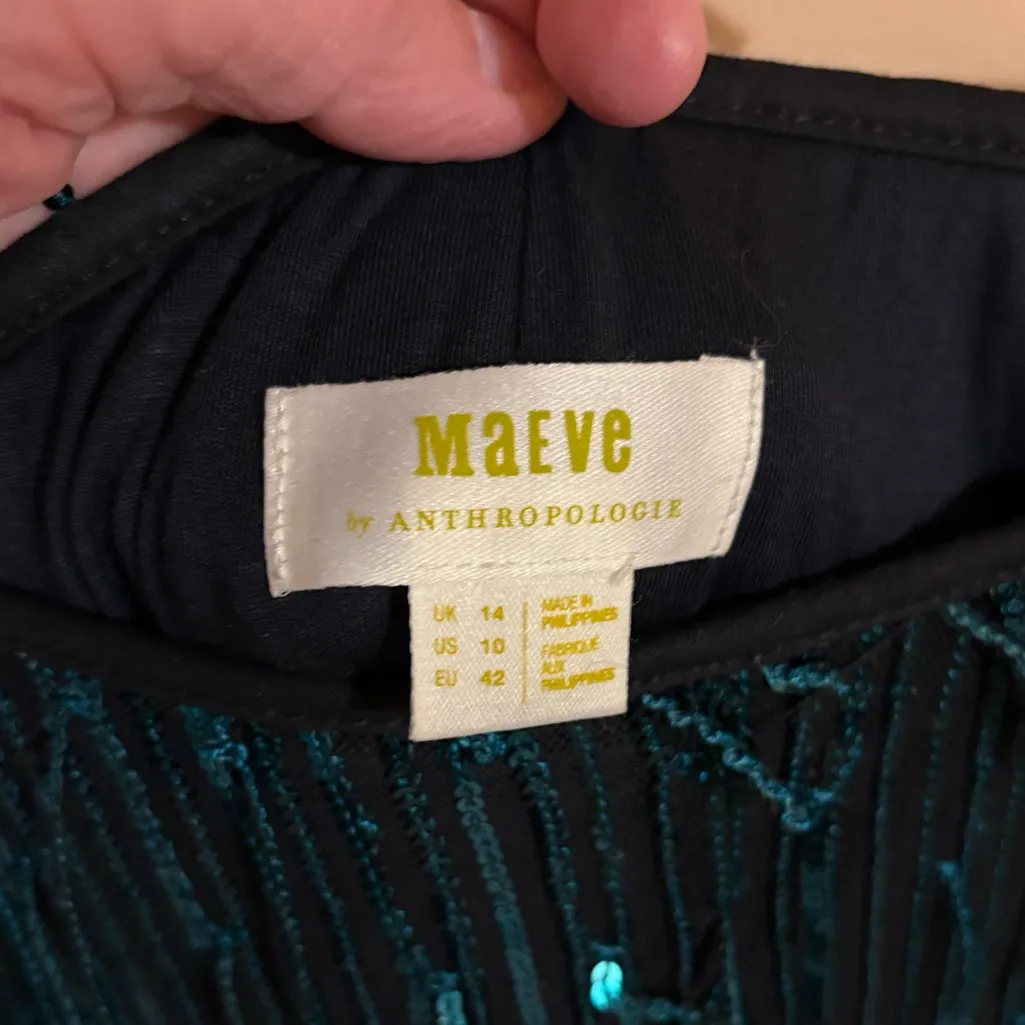 MaEVe
by ANTHROPOLOGIE
UK 14
US 10
EU 42
MADE IN
PHILIPPINES
FABRIQUÉ
AUX
PHILIPPINES